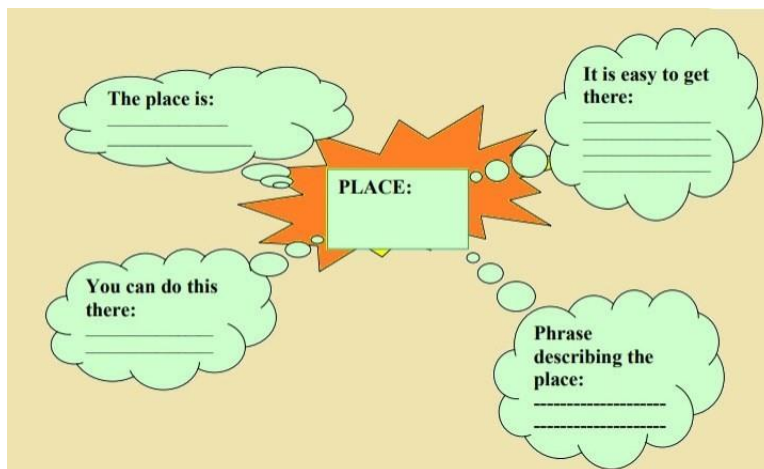 The place is:
It is easy to get
there:
PLACE:
You can do this
there:
Phrase
describing the
place: